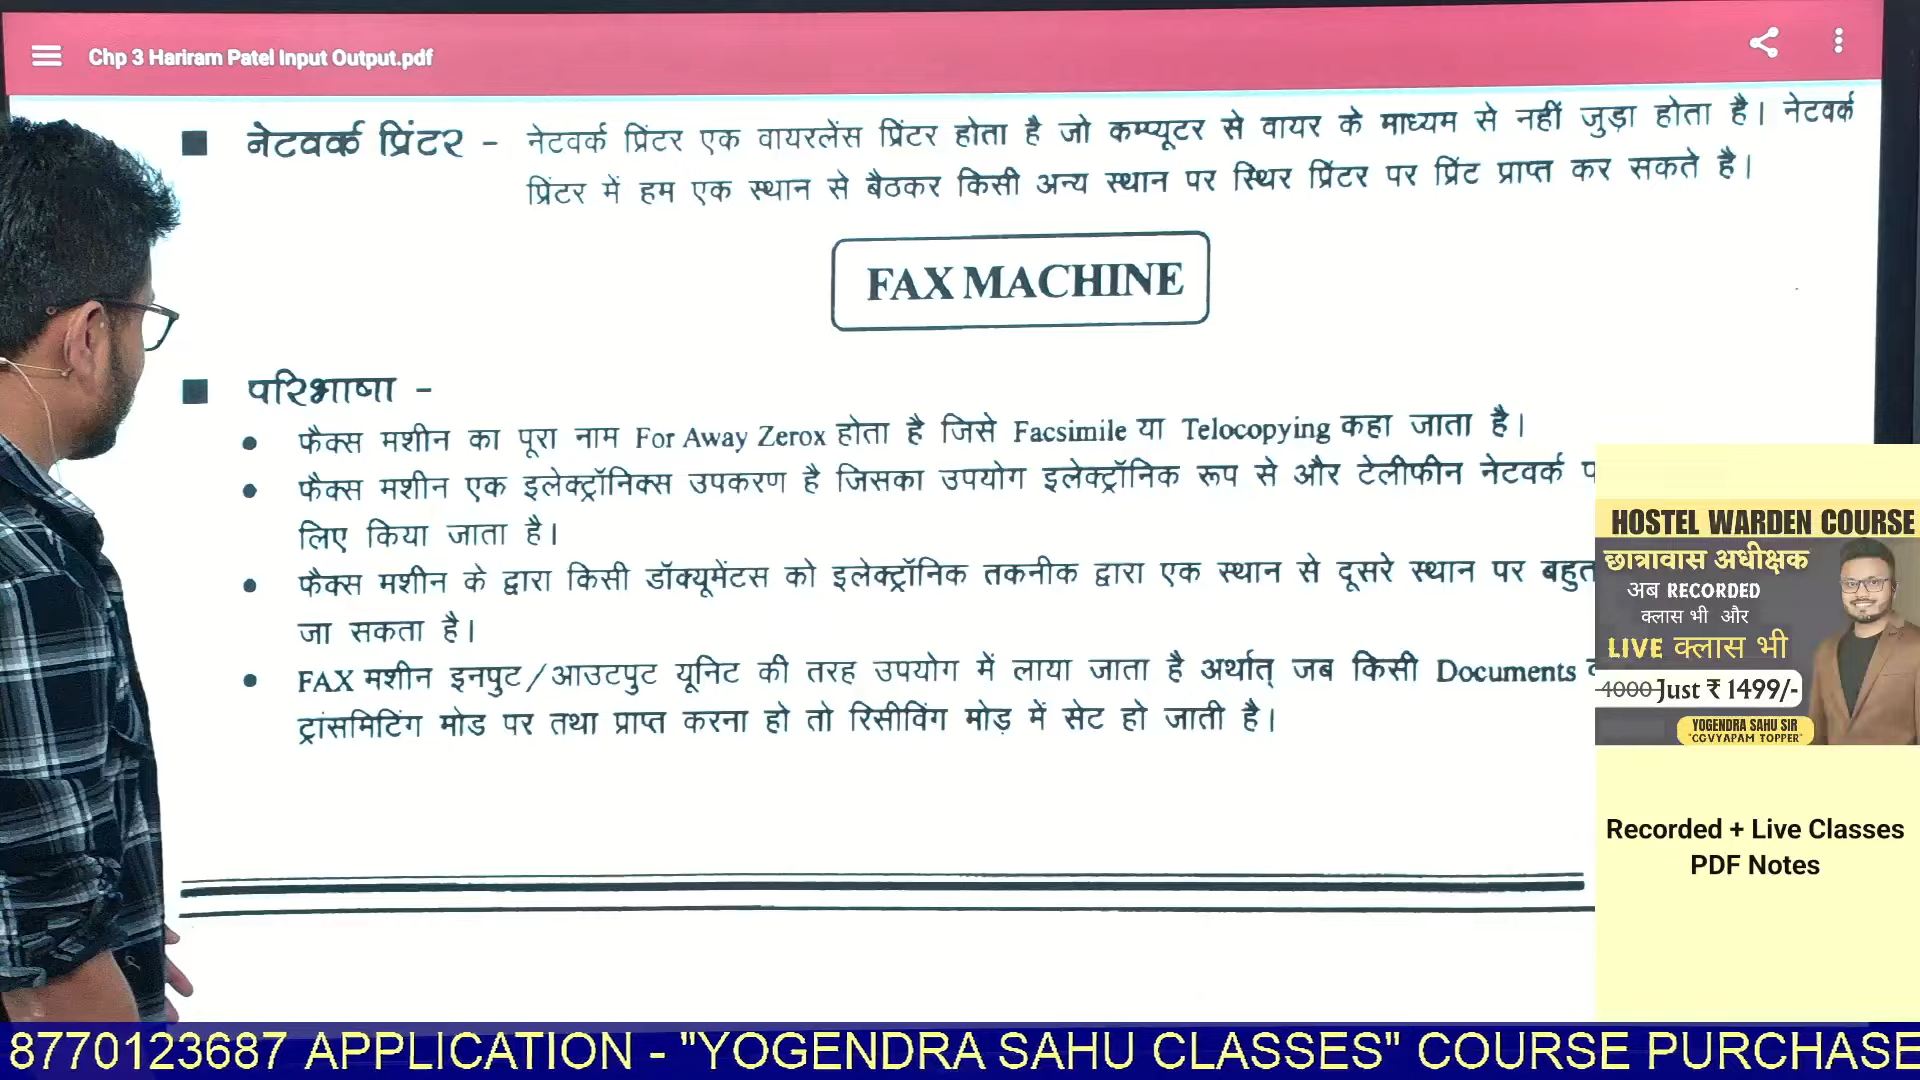 Chp 3 Hariram Patel Input Output.pdf
■ नेटवर्क प्रिंटर - नेटवर्क प्रिंटर एक वायरलेंस प्रिंटर होता है जो कम्प्यूटर से वायर के माध्यम से नहीं जुड़ा होता है। नेटवर्क
प्रिंटर में हम एक स्थान से बैठकर किसी अन्य स्थान पर स्थिर प्रिंटर पर प्रिंट प्राप्त कर सकते है।
FAX MACHINE
■ परिभाषा -
• फैक्स मशीन का पूरा नाम For Away Zerox होता है जिसे Facsimile या Telocopying कहा जाता है।
• फैक्स मशीन एक इलेक्ट्रॉनिक्स उपकरण है जिसका उपयोग इलेक्ट्रॉनिक रूप से और टेलीफीन नेटवर्क
लिए किया जाता है।
• फैक्स मशीन के द्वारा किसी डॉक्यूमेंटस को इलेक्ट्रॉनिक तकनीक द्वारा एक स्थान से दूसरे स्थान पर बहुत
जा सकता है।
• FAX मशीन इनपुट/आउटपुट यूनिट की तरह उपयोग में लाया जाता है अर्थात् जब किसी Documents
ट्रांसमिटिंग मोड पर तथा प्राप्त करना हो तो रिसीविंग मोड़ में सेट हो जाती है।
HOSTEL WARDEN COURSE
छात्रावास अधीक्षक
अब RECORDED
क्लास भी और
LIVE क्लास भी
4000 Just ₹ 1499/-
YOGENDRA SAHU SIR
"CGVYAPAM TOPPER"
Recorded + Live Classes
PDF Notes
8770123687 APPLICATION - "YOGENDRA SAHU CLASSES" COURSE PURCHASE